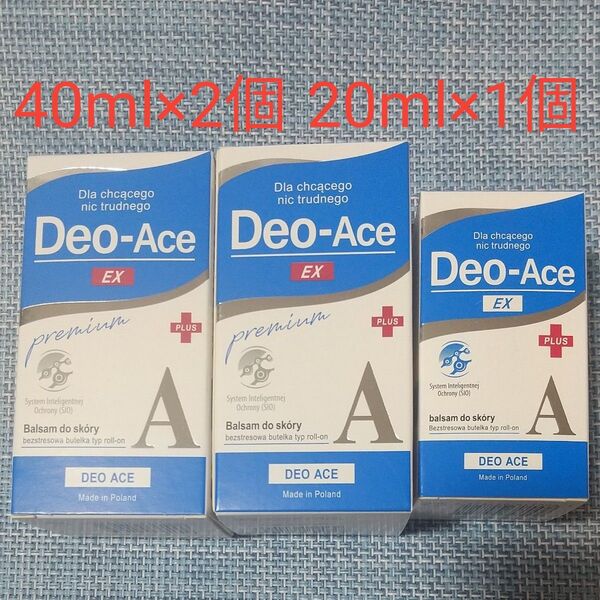 40ml×2個 20ml×1個
Dla chcącego
nic trudnego
Deo-Ace
EX
premium
PLUS
System Inteligentnej
Ochrony (SIO)
A
Balsam do skóry
bezstresowa butelka typ roll-on
DEO ACE
Made in Poland
Dla chcącego
nic trudnego
Deo-Ace
EX
premium
PLUS
System Inteligentnej
Ochrony (SIO)
A
Balsam do skóry
bezstresowa butelka typ roll-on
DEO ACE
Made in Poland
Dla chcącego
nic trudnego
Deo-Ace
EX
PLUS
System Inteligentnej
Ochrony (SIO)
A
balsam do skóry
bezstresowa butelka typ roll-on
DEO ACE
Made in Poland